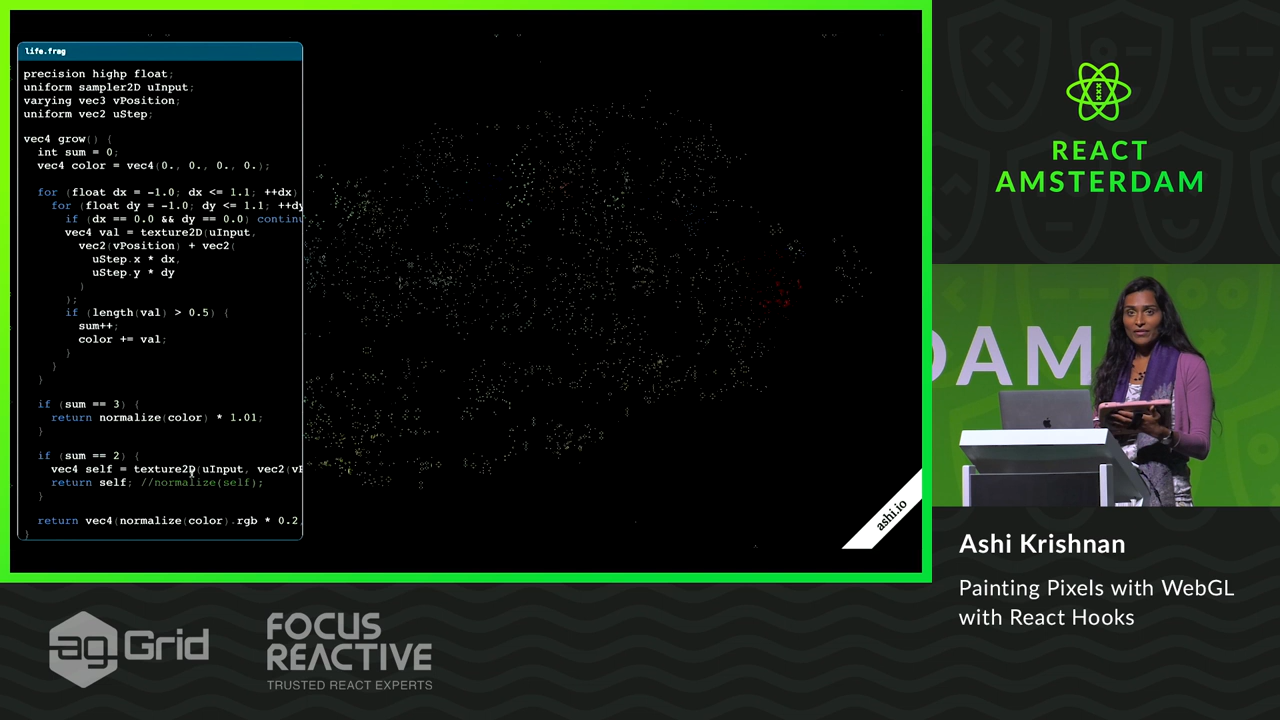 life.frag
precision highp float;
uniform sampler2D uInput;
varying vec3 vPosition;
uniform vec2 uStep;
vec4 grow() {
int sum = 0;
vec4 color = vec4(0., 0., 0., 0.);
for (float dx = -1.0; dx <= 1.1; ++dx)
for (float dy = -1.0; dy <= 1.1; ++dy
if (dx == 0.0 && dy == 0.0) continu
vec4 val = texture2D(uInput,
vec2(vPosition) + vec2(
uStep.x * dx,
uStep.y * dy
)
);
if (length(val) > 0.5) {
sum++;
color += val;
}
}
}
if (sum == 3) {
return normalize(color) * 1.01;
}
if (sum == 2) {
vec4 self = texture2D(uInput, vec2(vP
return self; //normalize(self);
}
return vec4(normalize(color).rgb * 0.2,
}
ashi.io
REACT
AMSTERDAM
DAM
Ashi Krishnan
Painting Pixels with WebGL
with React Hooks
ag Grid
FOCUS
REACTIVE
TRUSTED REACT EXPERTS